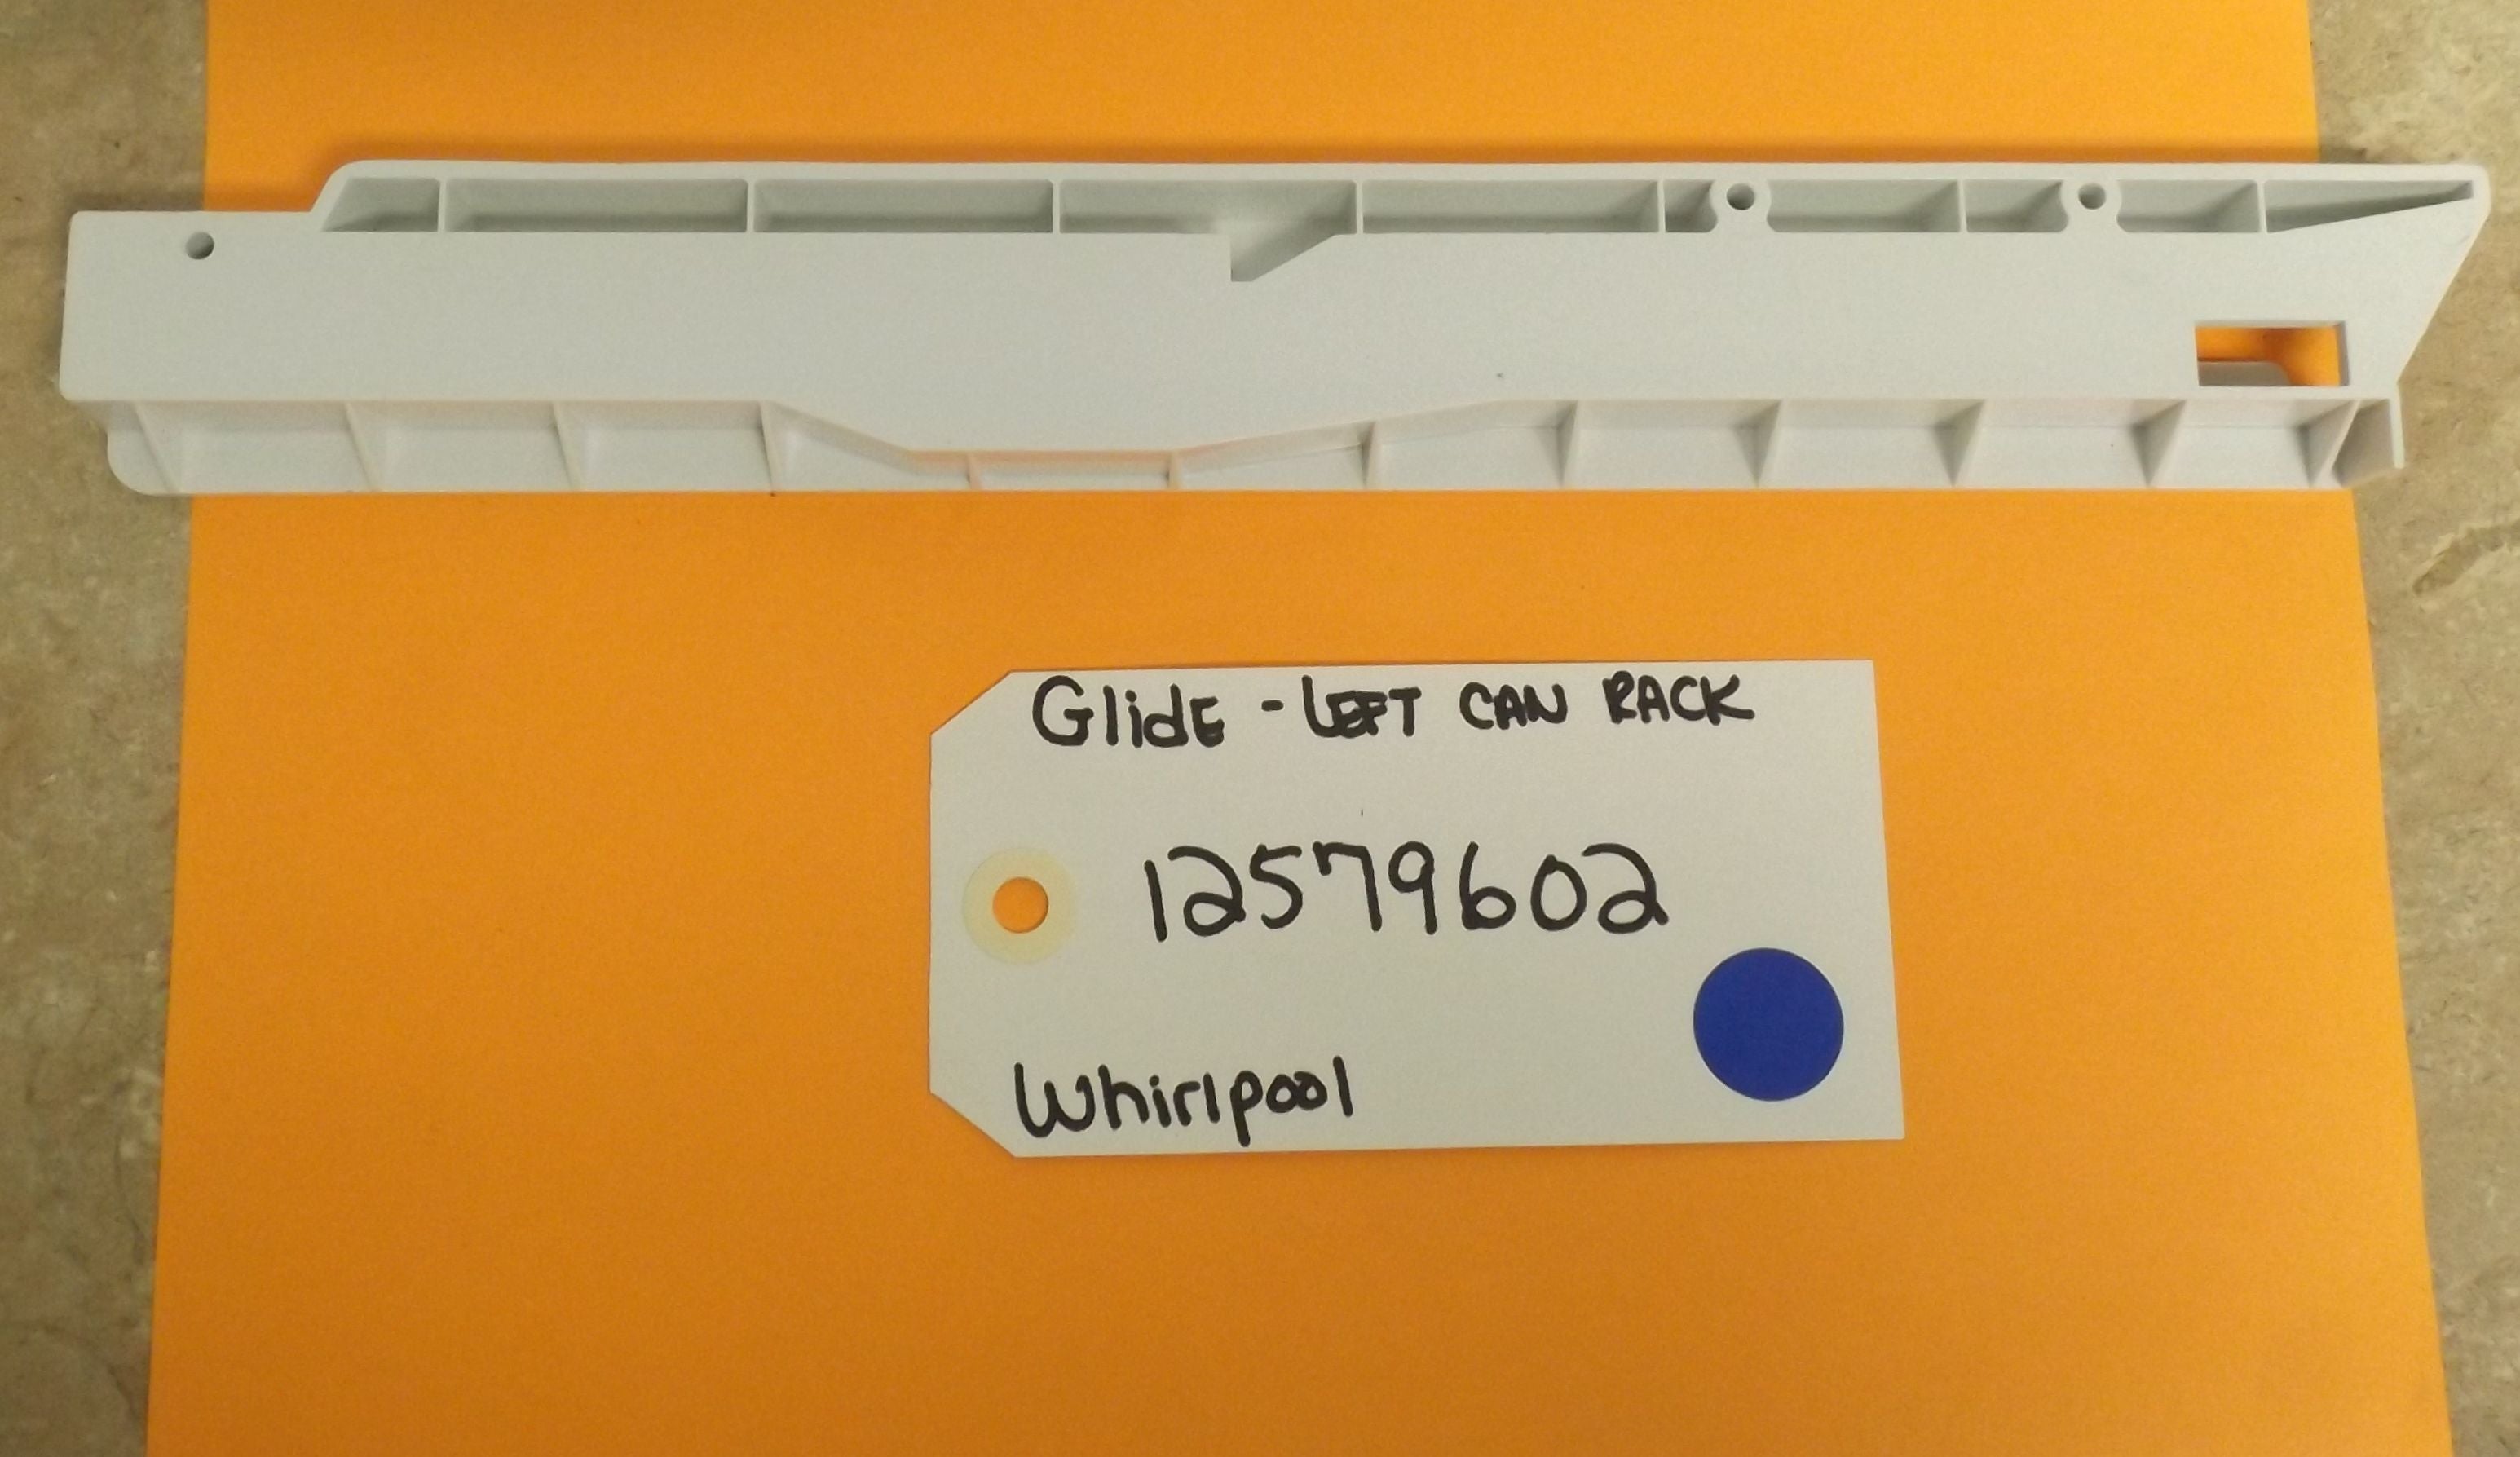 GlidE - LEFT CAN RACK
12579602
Whirlpool